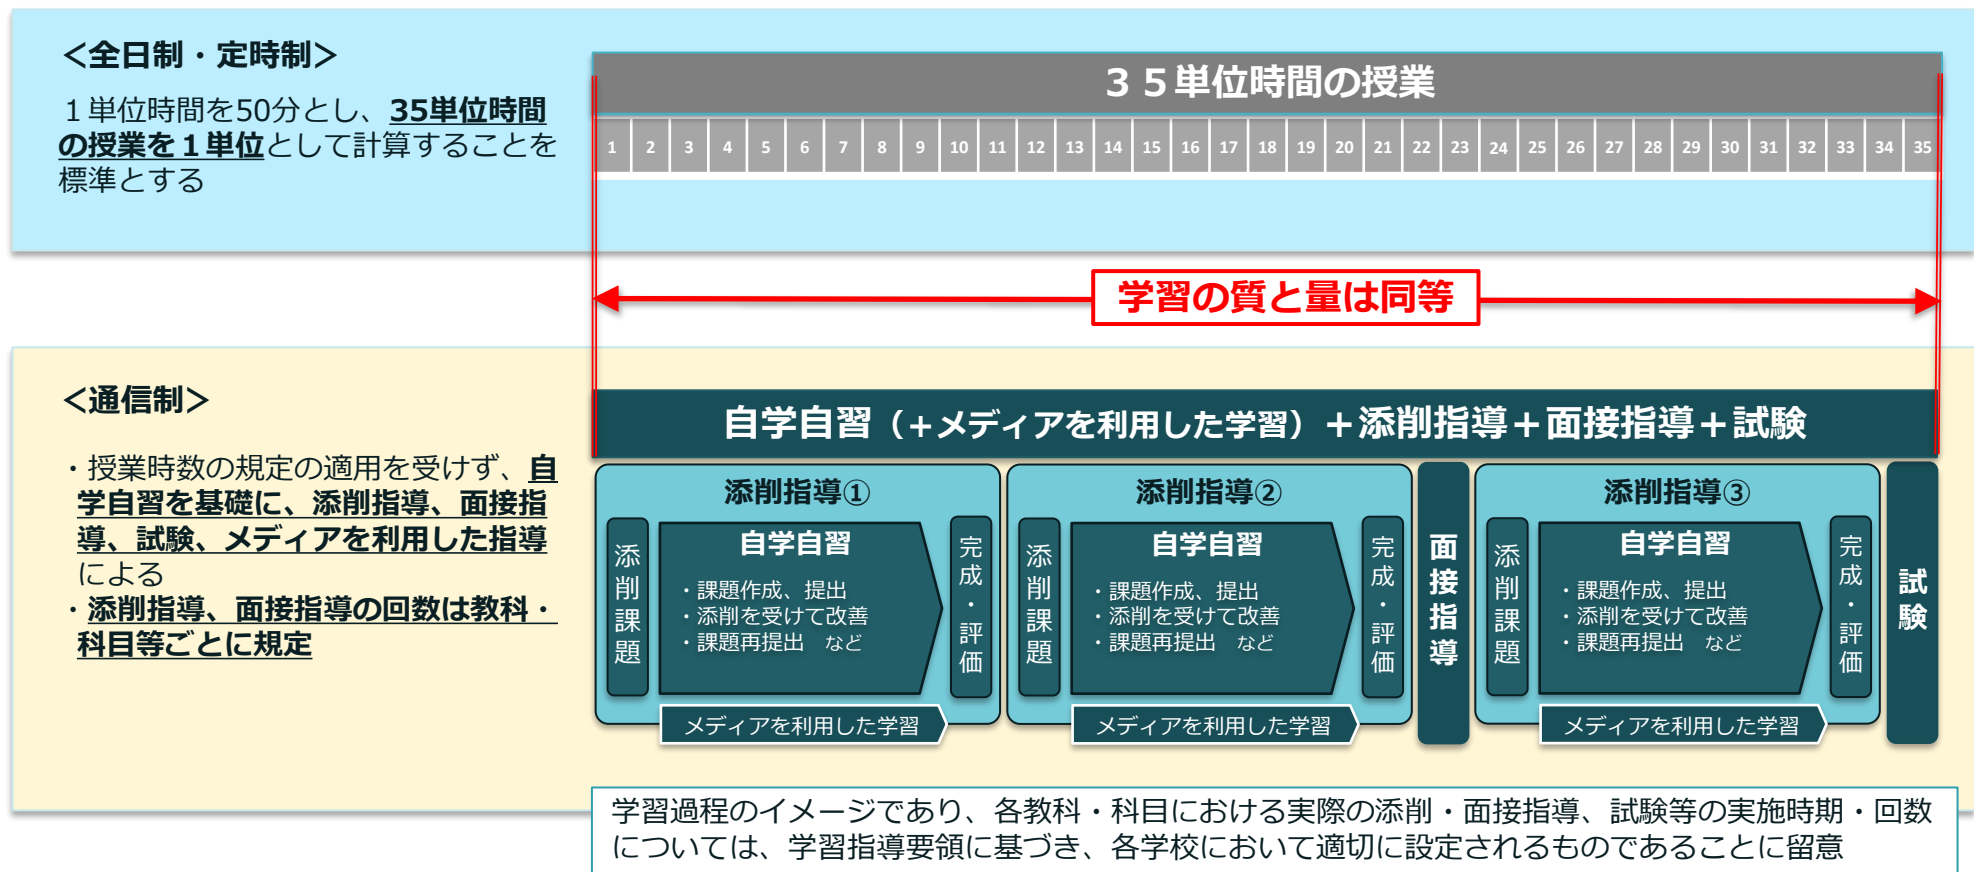 ＜全日制・定時制＞
１単位時間を50分とし、35単位時間
の授業を１単位として計算することを
標準とする
３５単位時間の授業
1 2 3 4 5 6 7 8 9 10 11 12 13 14 15 16 17 18 19 20 21 22 23 24 25 26 27 28 29 30 31 32 33 34 35
学習の質と量は同等
＜通信制＞
・授業時数の規定の適用を受けず、自
学自習を基礎に、添削指導、面接指
導、試験、メディアを利用した指導
による
・添削指導、面接指導の回数は教科・
科目等ごとに規定
自学自習（＋メディアを利用した学習）＋添削指導＋面接指導＋試験
添削指導①
添削課題
自学自習
・課題作成、提出
・添削を受けて改善
・課題再提出　など
完成・評価
メディアを利用した学習
添削指導②
添削課題
自学自習
・課題作成、提出
・添削を受けて改善
・課題再提出　など
完成・評価
メディアを利用した学習
面接指導
添削指導③
添削課題
自学自習
・課題作成、提出
・添削を受けて改善
・課題再提出　など
完成・評価
メディアを利用した学習
試験
学習過程のイメージであり、各教科・科目における実際の添削・面接指導、試験等の実施時期・回数
については、学習指導要領に基づき、各学校において適切に設定されるものであることに留意